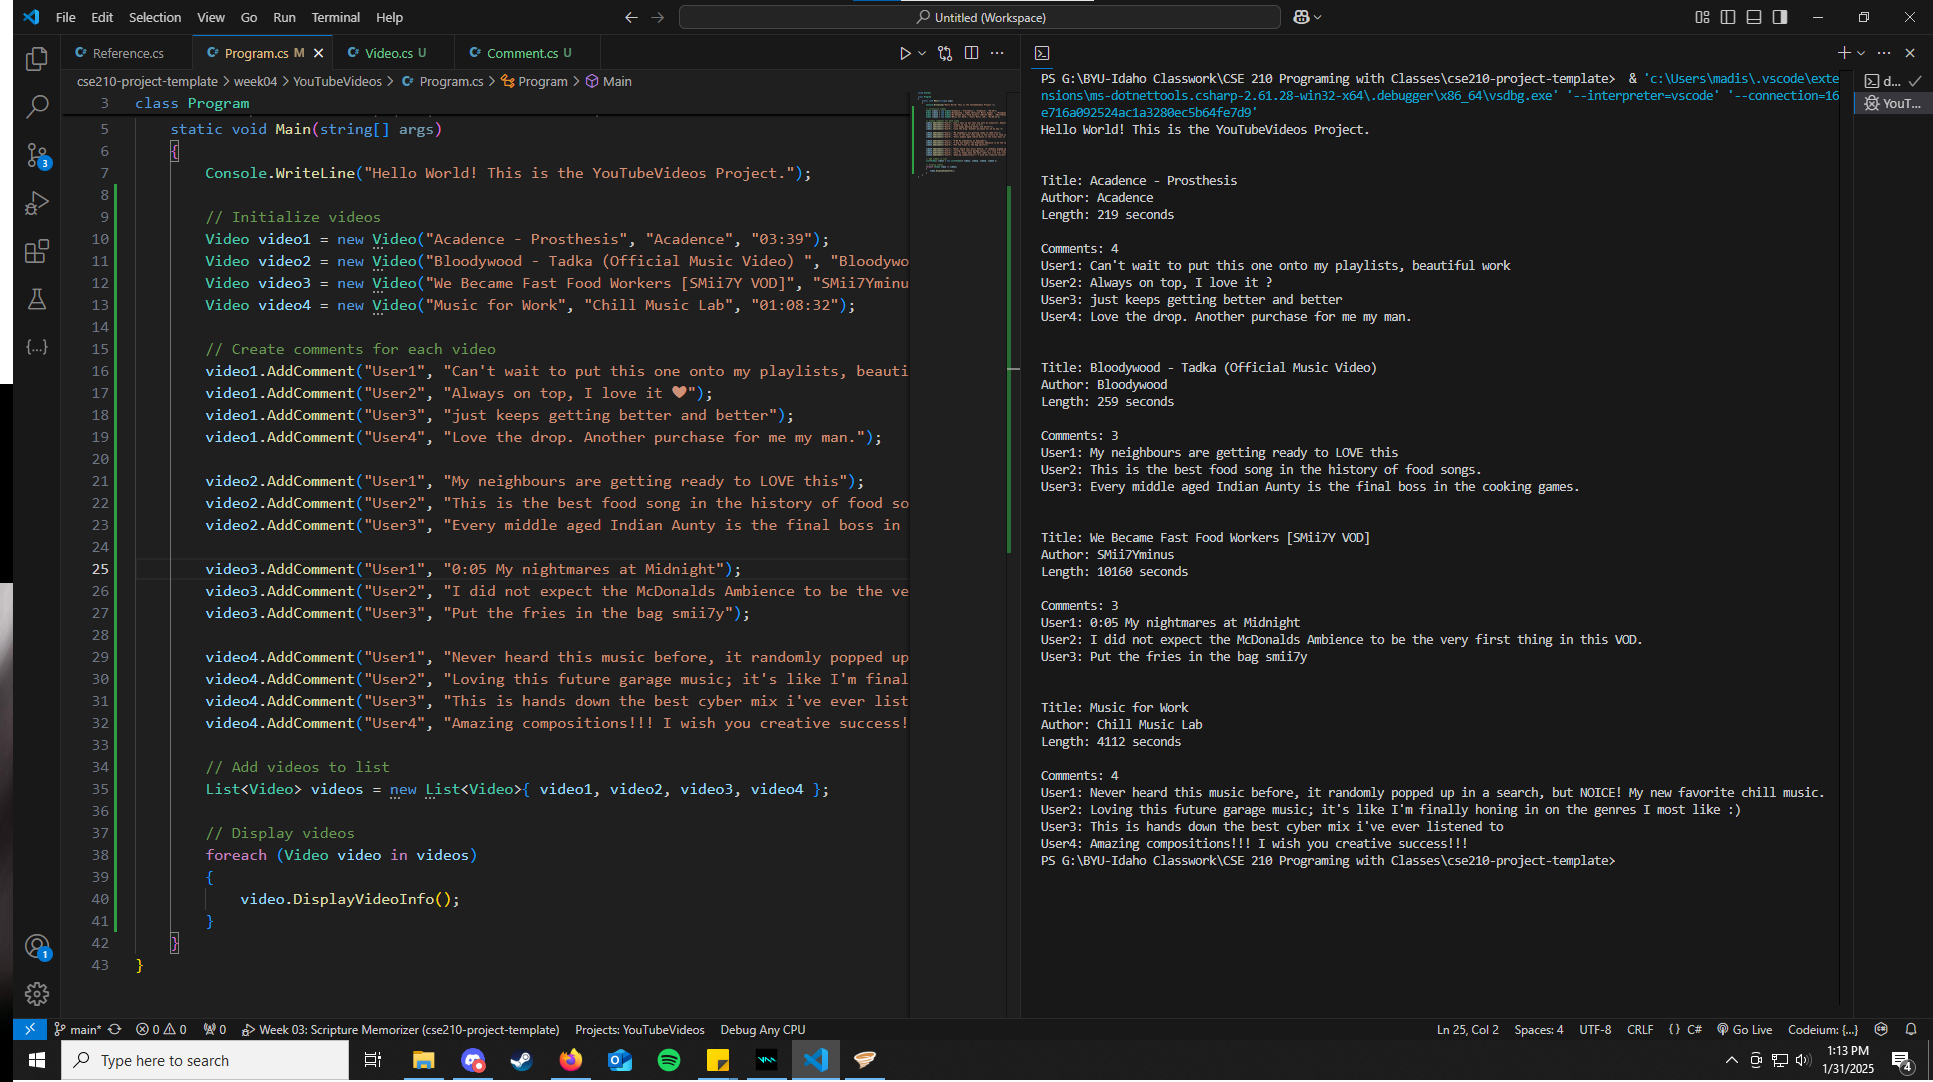 File Edit Selection View Go Run Terminal Help
Untitled (Workspace)
Reference.cs
Program.cs M
Video.cs U
Comment.cs U
cse210-project-template > week04 > YouTubeVideos > Program.cs > Program > Main
3 class Program
5 static void Main(string[] args)
6 {
7 Console.WriteLine("Hello World! This is the YouTubeVideos Project.");
8
9 // Initialize videos
10 Video video1 = new Video("Acadence - Prosthesis", "Acadence", "03:39");
11 Video video2 = new Video("Bloodywood - Tadka (Official Music Video) ", "Bloodywo
12 Video video3 = new Video("We Became Fast Food Workers [SMii7Y VOD]", "SMii7Yminu
13 Video video4 = new Video("Music for Work", "Chill Music Lab", "01:08:32");
14
15 // Create comments for each video
16 video1.AddComment("User1", "Can't wait to put this one onto my playlists, beauti
17 video1.AddComment("User2", "Always on top, I love it 🖤");
18 video1.AddComment("User3", "just keeps getting better and better");
19 video1.AddComment("User4", "Love the drop. Another purchase for me my man.");
20
21 video2.AddComment("User1", "My neighbours are getting ready to LOVE this");
22 video2.AddComment("User2", "This is the best food song in the history of food so
23 video2.AddComment("User3", "Every middle aged Indian Aunty is the final boss in
24
25 video3.AddComment("User1", "0:05 My nightmares at Midnight");
26 video3.AddComment("User2", "I did not expect the McDonalds Ambience to be the ve
27 video3.AddComment("User3", "Put the fries in the bag smii7y");
28
29 video4.AddComment("User1", "Never heard this music before, it randomly popped up
30 video4.AddComment("User2", "Loving this future garage music; it's like I'm final
31 video4.AddComment("User3", "This is hands down the best cyber mix i've ever list
32 video4.AddComment("User4", "Amazing compositions!!! I wish you creative success!
33
34 // Add videos to list
35 List<Video> videos = new List<Video>{ video1, video2, video3, video4 };
36
37 // Display videos
38 foreach (Video video in videos)
39 {
40 video.DisplayVideoInfo();
41 }
42 }
43 }
PS G:\BYU-Idaho Classwork\CSE 210 Programing with Classes\cse210-project-template> & 'c:\Users\madis\.vscode\exte
nsions\ms-dotnettools.csharp-2.61.28-win32-x64\.debugger\x86_64\vsdbg.exe' '--interpreter=vscode' '--connection=16
e716a092524ac1a3280ec5b64fe7d9'
Hello World! This is the YouTubeVideos Project.
Title: Acadence - Prosthesis
Author: Acadence
Length: 219 seconds
Comments: 4
User1: Can't wait to put this one onto my playlists, beautiful work
User2: Always on top, I love it ?
User3: just keeps getting better and better
User4: Love the drop. Another purchase for me my man.
Title: Bloodywood - Tadka (Official Music Video)
Author: Bloodywood
Length: 259 seconds
Comments: 3
User1: My neighbours are getting ready to LOVE this
User2: This is the best food song in the history of food songs.
User3: Every middle aged Indian Aunty is the final boss in the cooking games.
Title: We Became Fast Food Workers [SMii7Y VOD]
Author: SMii7Yminus
Length: 10160 seconds
Comments: 3
User1: 0:05 My nightmares at Midnight
User2: I did not expect the McDonalds Ambience to be the very first thing in this VOD.
User3: Put the fries in the bag smii7y
Title: Music for Work
Author: Chill Music Lab
Length: 4112 seconds
Comments: 4
User1: Never heard this music before, it randomly popped up in a search, but NOICE! My new favorite chill music.
User2: Loving this future garage music; it's like I'm finally honing in on the genres I most like :)
User3: This is hands down the best cyber mix i've ever listened to
User4: Amazing compositions!!! I wish you creative success!!!
PS G:\BYU-Idaho Classwork\CSE 210 Programing with Classes\cse210-project-template>
d...
YouT...
3
1
main* 0 0 0 Week 03: Scripture Memorizer (cse210-project-template) Projects: YouTubeVideos Debug Any CPU
Ln 25, Col 2 Spaces: 4 UTF-8 CRLF {} C# Go Live Codeium: {...}
Type here to search
1:13 PM
1/31/2025
4